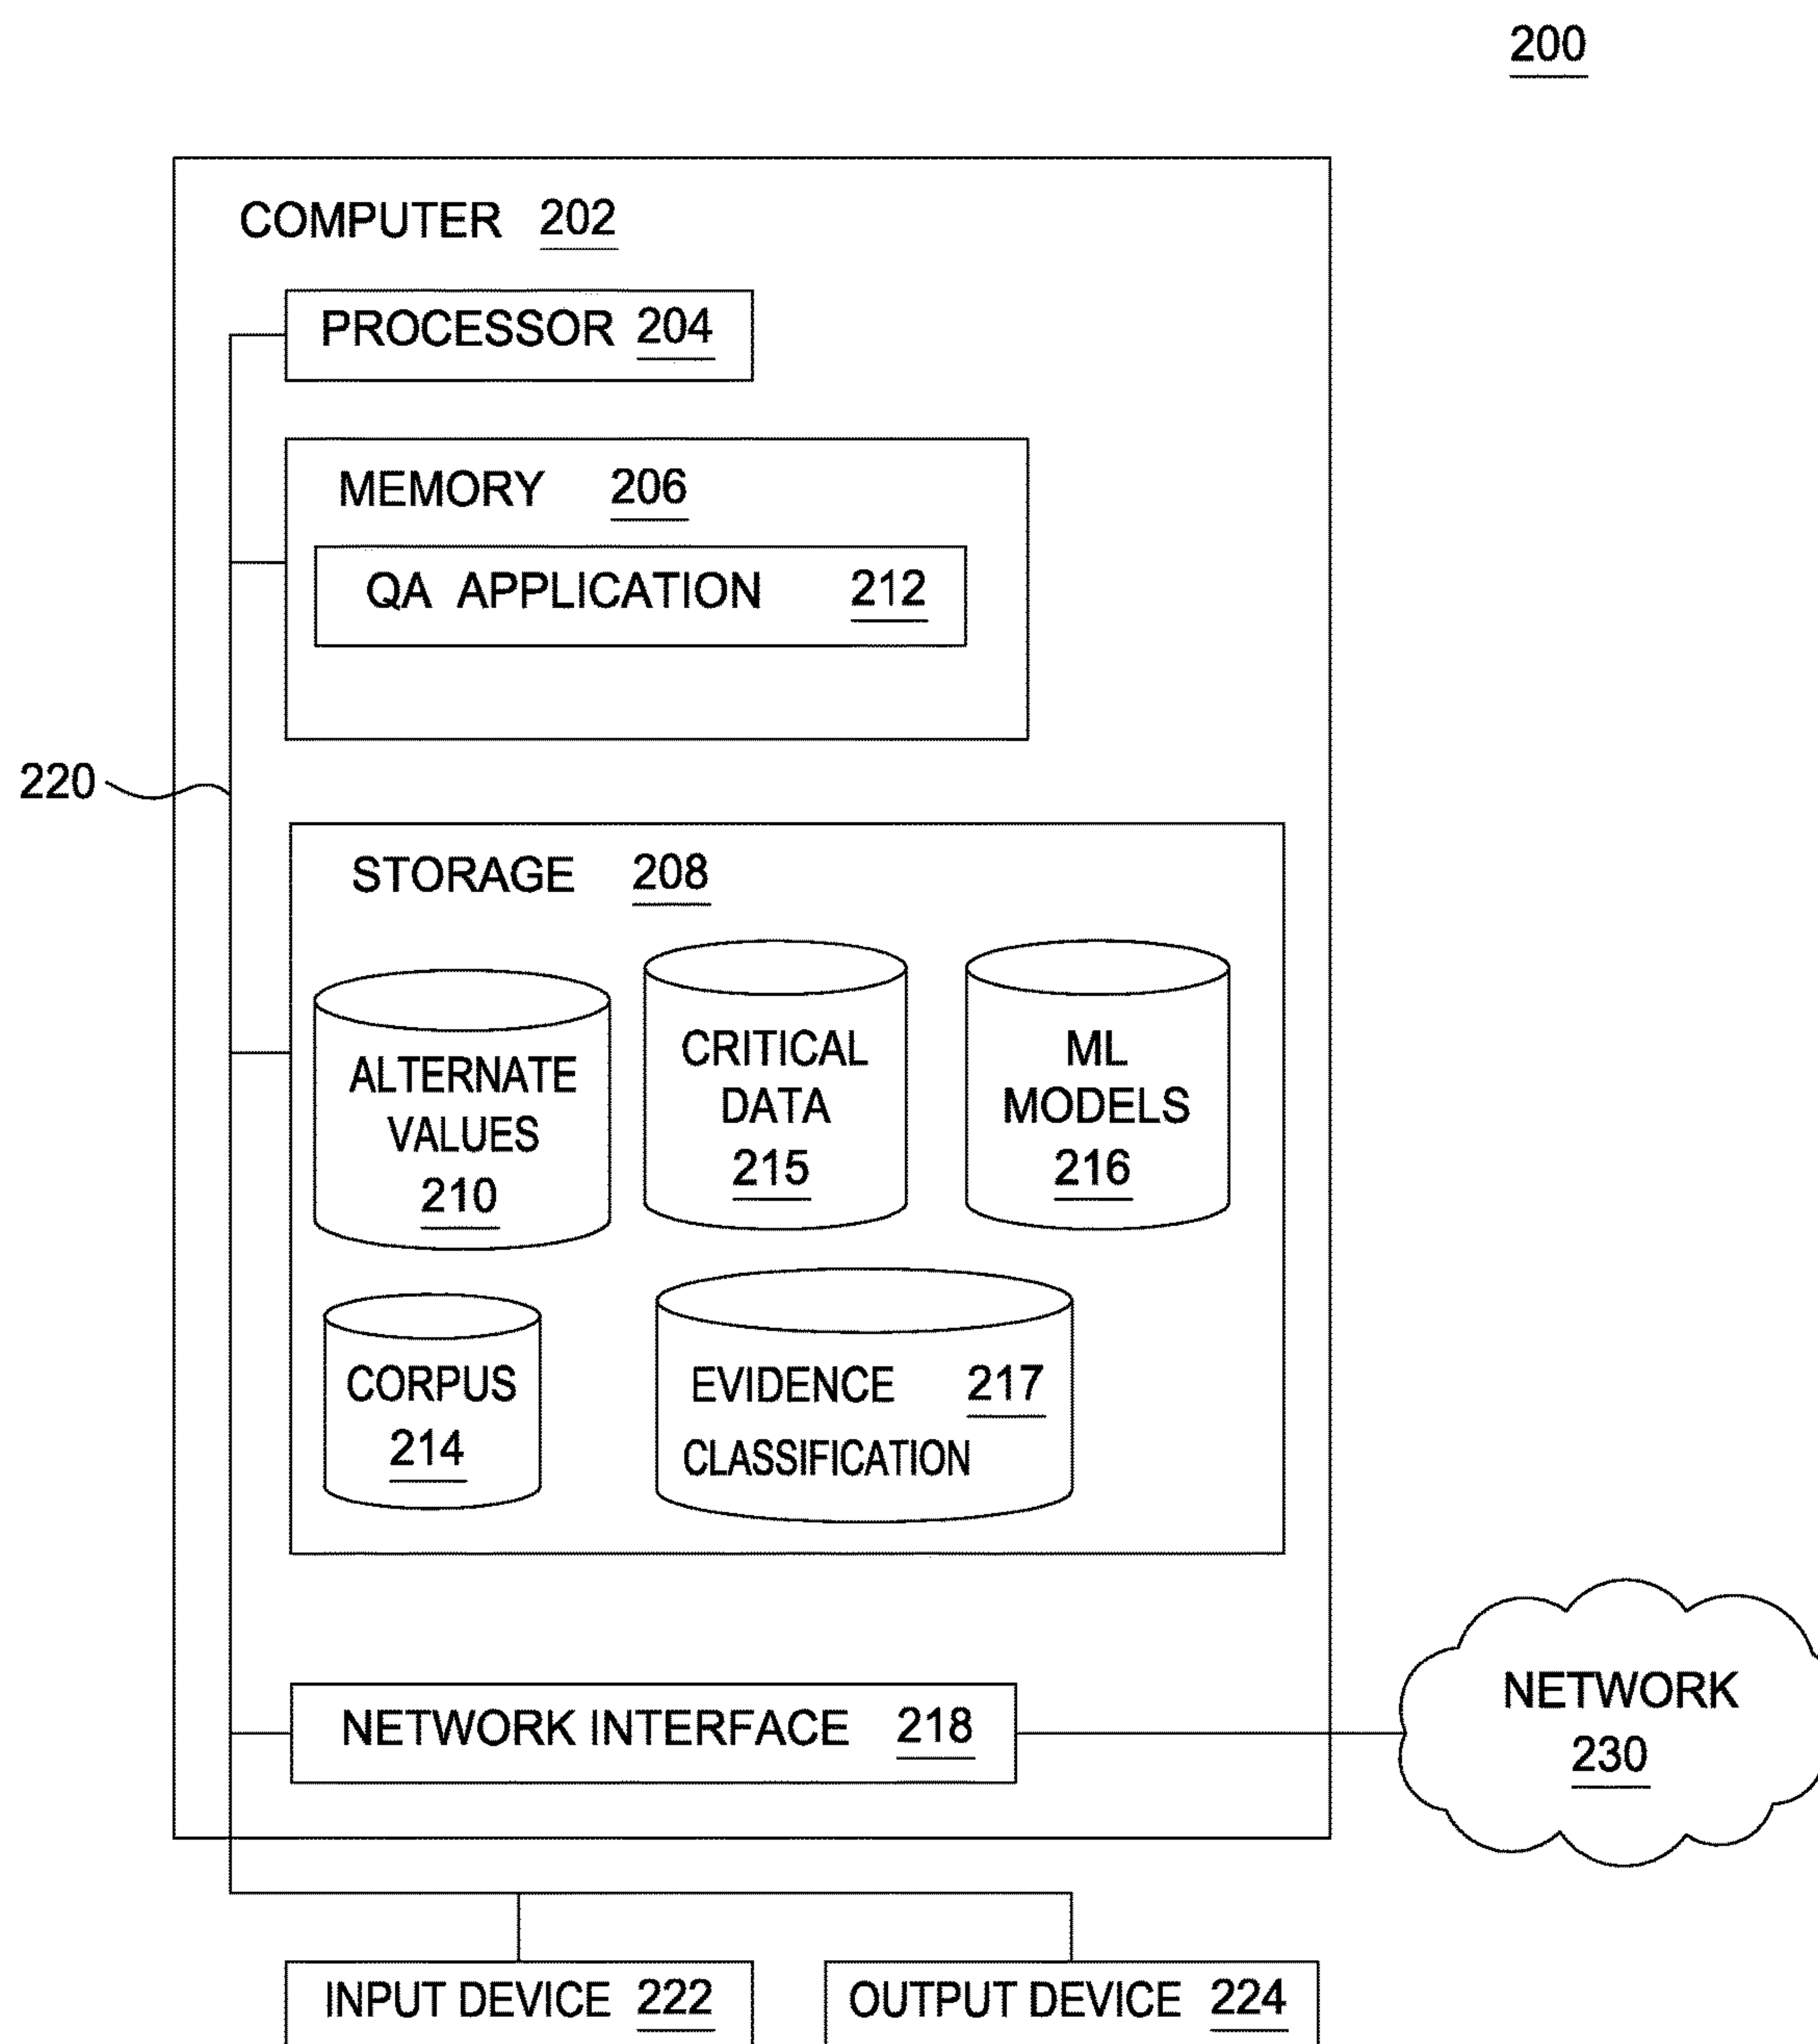 200
COMPUTER 202
PROCESSOR 204
MEMORY 206
QA APPLICATION 212
220
STORAGE 208
ALTERNATE
VALUES
210
CRITICAL
DATA
215
ML
MODELS
216
CORPUS
214
EVIDENCE 217
CLASSIFICATION
NETWORK INTERFACE 218
NETWORK
230
INPUT DEVICE 222
OUTPUT DEVICE 224